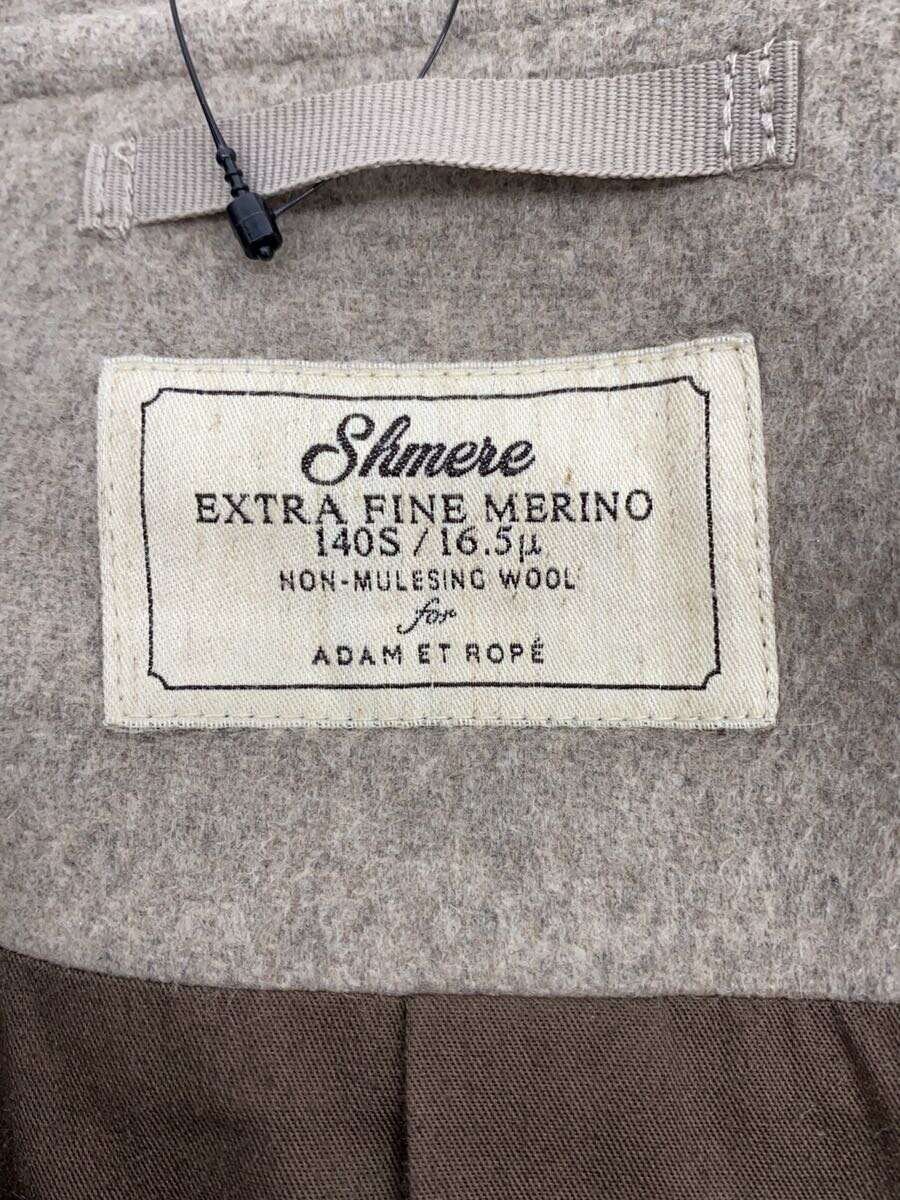 Shmere
EXTRA FINE MERINO
140S / 16.5µ
NON-MULESING WOOL
for
ADAM ET ROPÉ